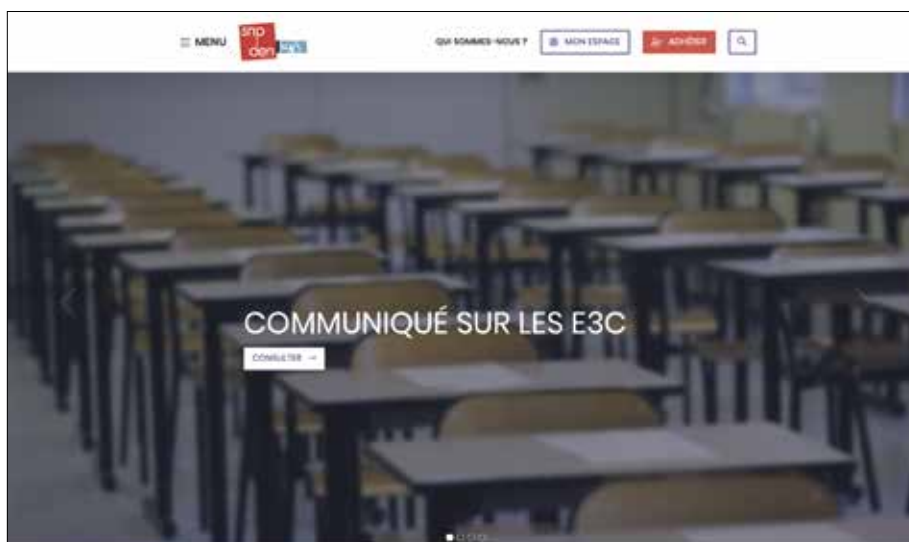 MENU
snp
den
QUI SOMMES-NOUS ?
MON ESPACE
ADHÉRER
COMMUNIQUÉ SUR LES E3C
CONSULTER →